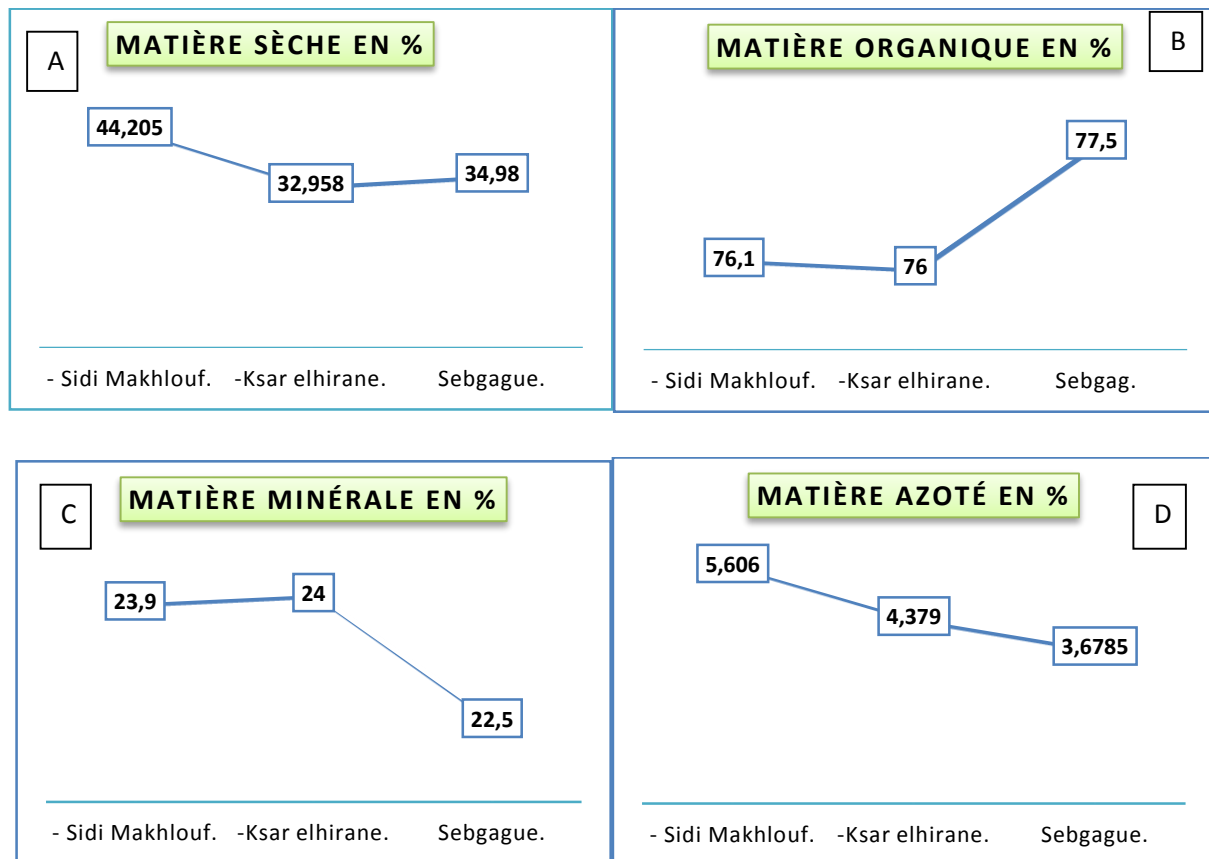 A
MATIÈRE SÈCHE EN %
44,205
32,958
34,98
- Sidi Makhlouf. -Ksar elhirane. Sebgague.
MATIÈRE ORGANIQUE EN %
B
77,5
76,1
76
- Sidi Makhlouf. -Ksar elhirane. Sebgag.
C
MATIÈRE MINÉRALE EN %
23,9
24
22,5
- Sidi Makhlouf. -Ksar elhirane. Sebgague.
MATIÈRE AZOTÉ EN %
D
5,606
4,379
3,6785
- Sidi Makhlouf. -Ksar elhirane. Sebgague.